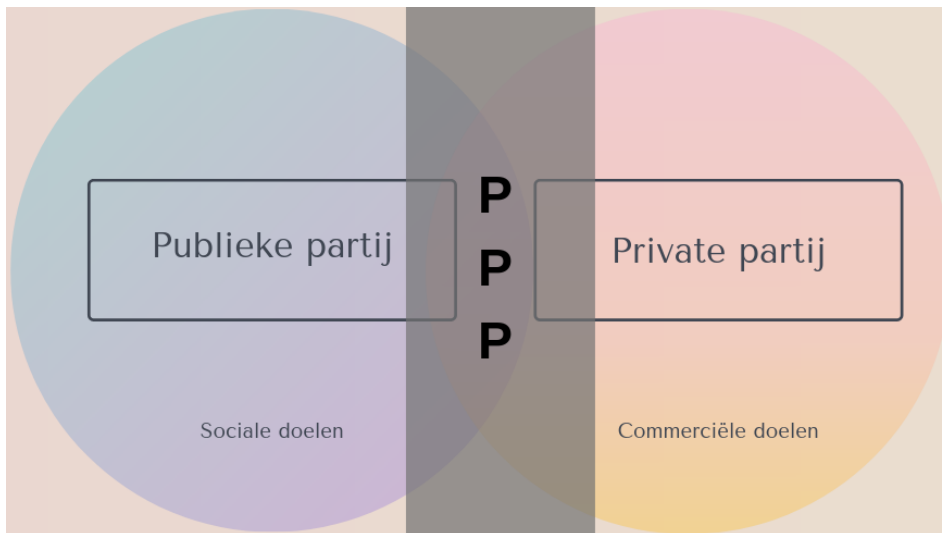 Publieke partij
P
P
P
Private partij
Sociale doelen
Commerciële doelen